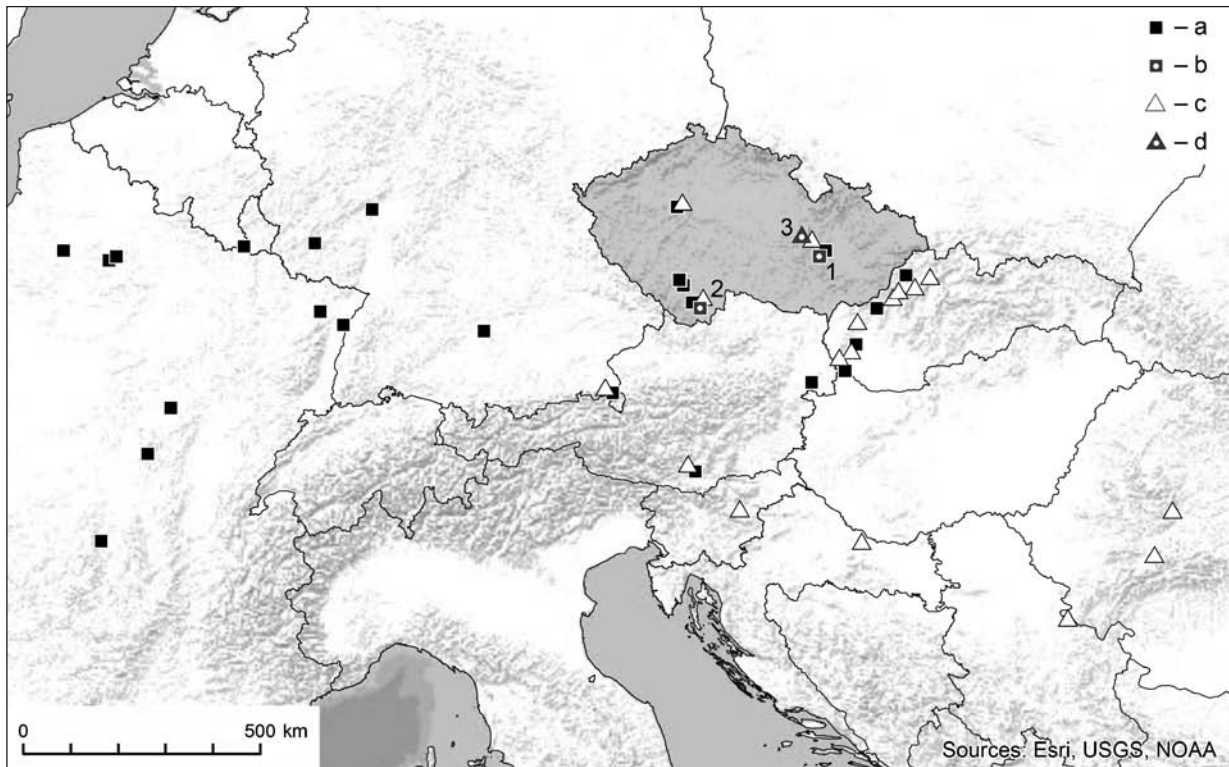 – a
– b
– c
– d
3
1
2
0 500 km
Sources: Esri, USGS, NOAA